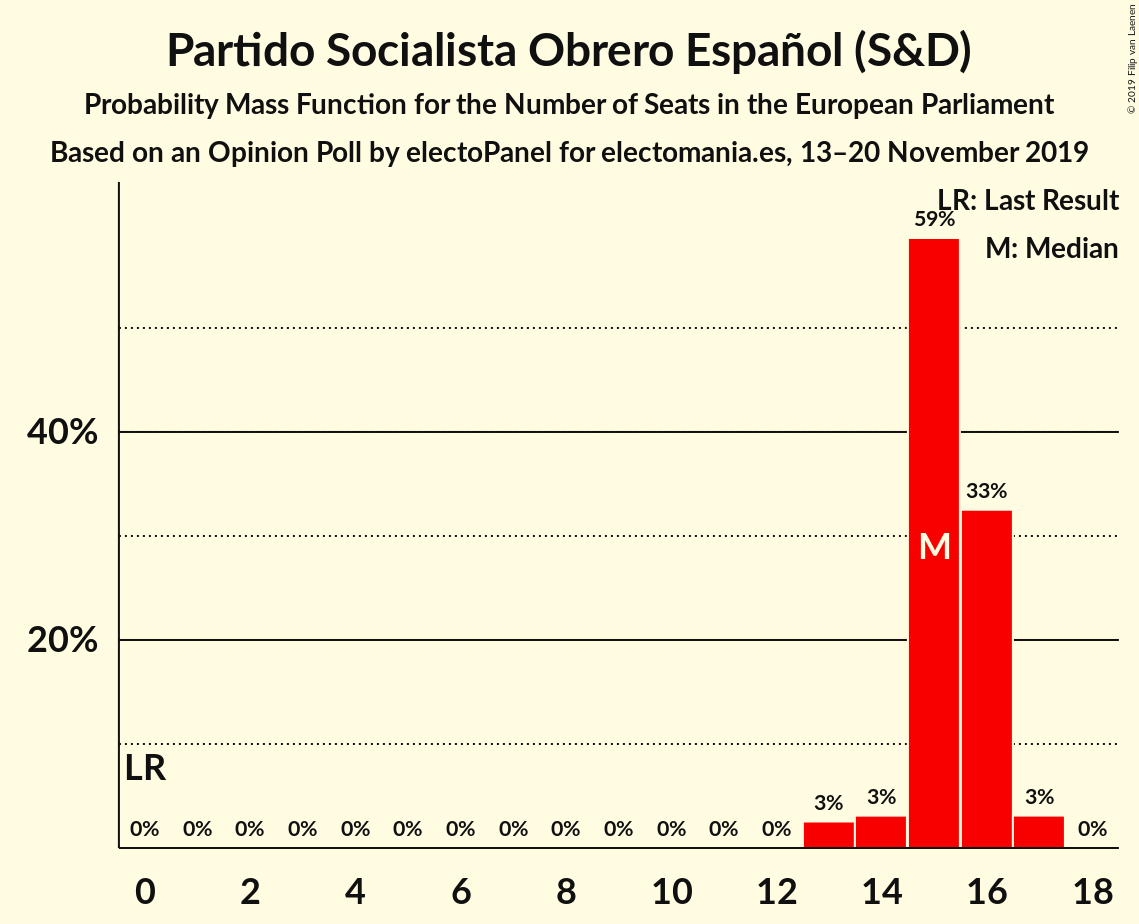 Partido Socialista Obrero Español (S&D)
Probability Mass Function for the Number of Seats in the European Parliament
Based on an Opinion Poll by electoPanel for electomania.es, 13–20 November 2019
© 2019 Filip van Laenen
LR: Last Result
M: Median
59%
40%
33%
M
20%
LR
0% 0% 0% 0% 0% 0% 0% 0% 0% 0% 0% 0% 0% 3% 3% 3% 0%
0 2 4 6 8 10 12 14 16 18